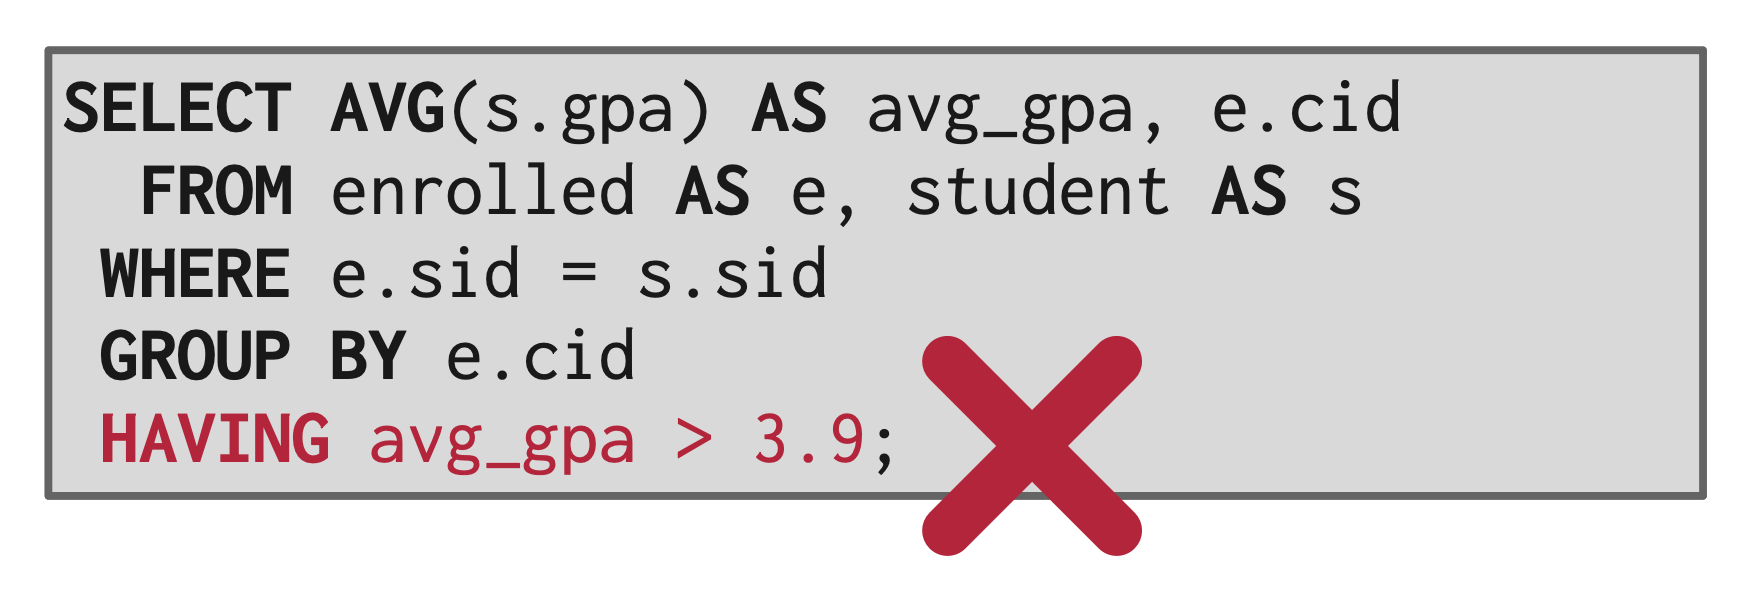 SELECT AVG(s.gpa) AS avg_gpa, e.cid
FROM enrolled AS e, student AS s
WHERE e.sid = s.sid
GROUP BY e.cid
HAVING avg_gpa > 3.9;